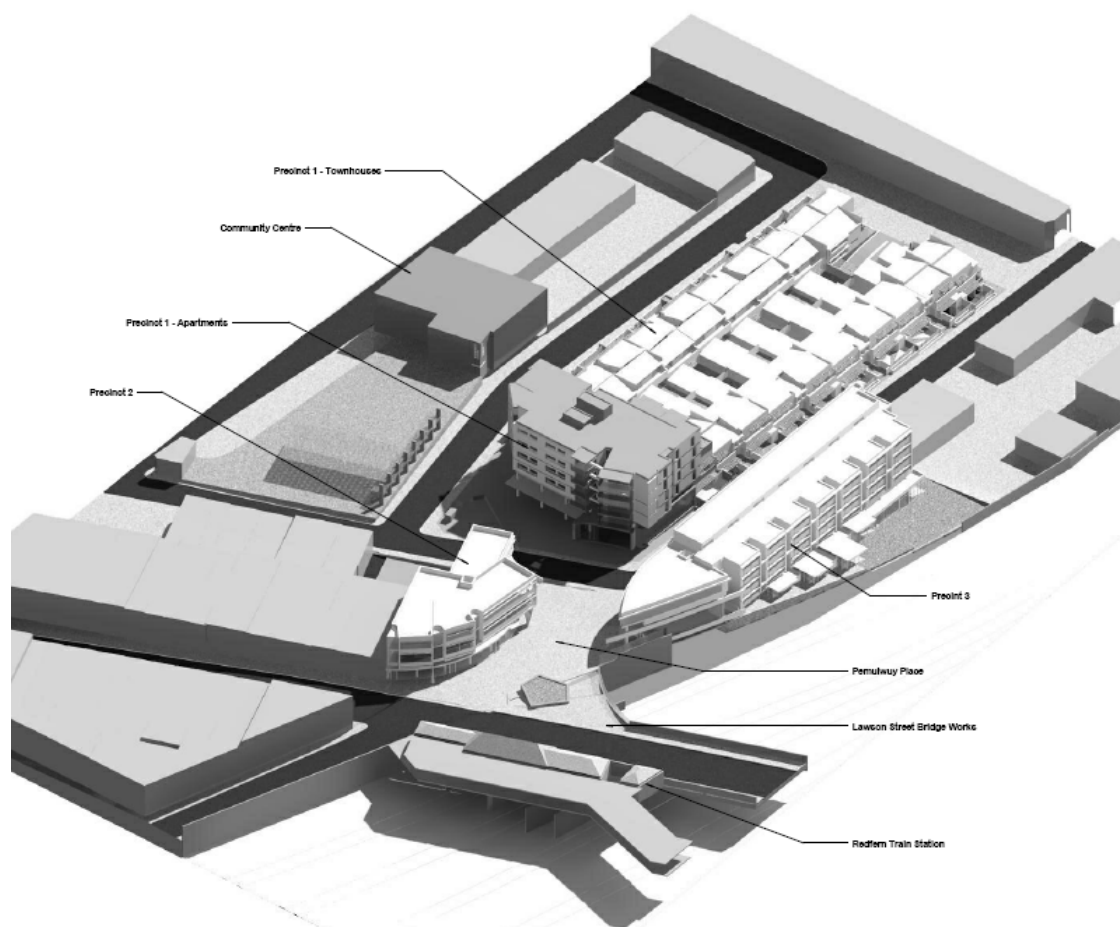 Precinct 1 - Townhouses
Community Centre
Precinct 1 - Apartments
Precinct 2
Precint 3
Pemulwuy Place
Lawson Street Bridge Works
Redfern Train Station